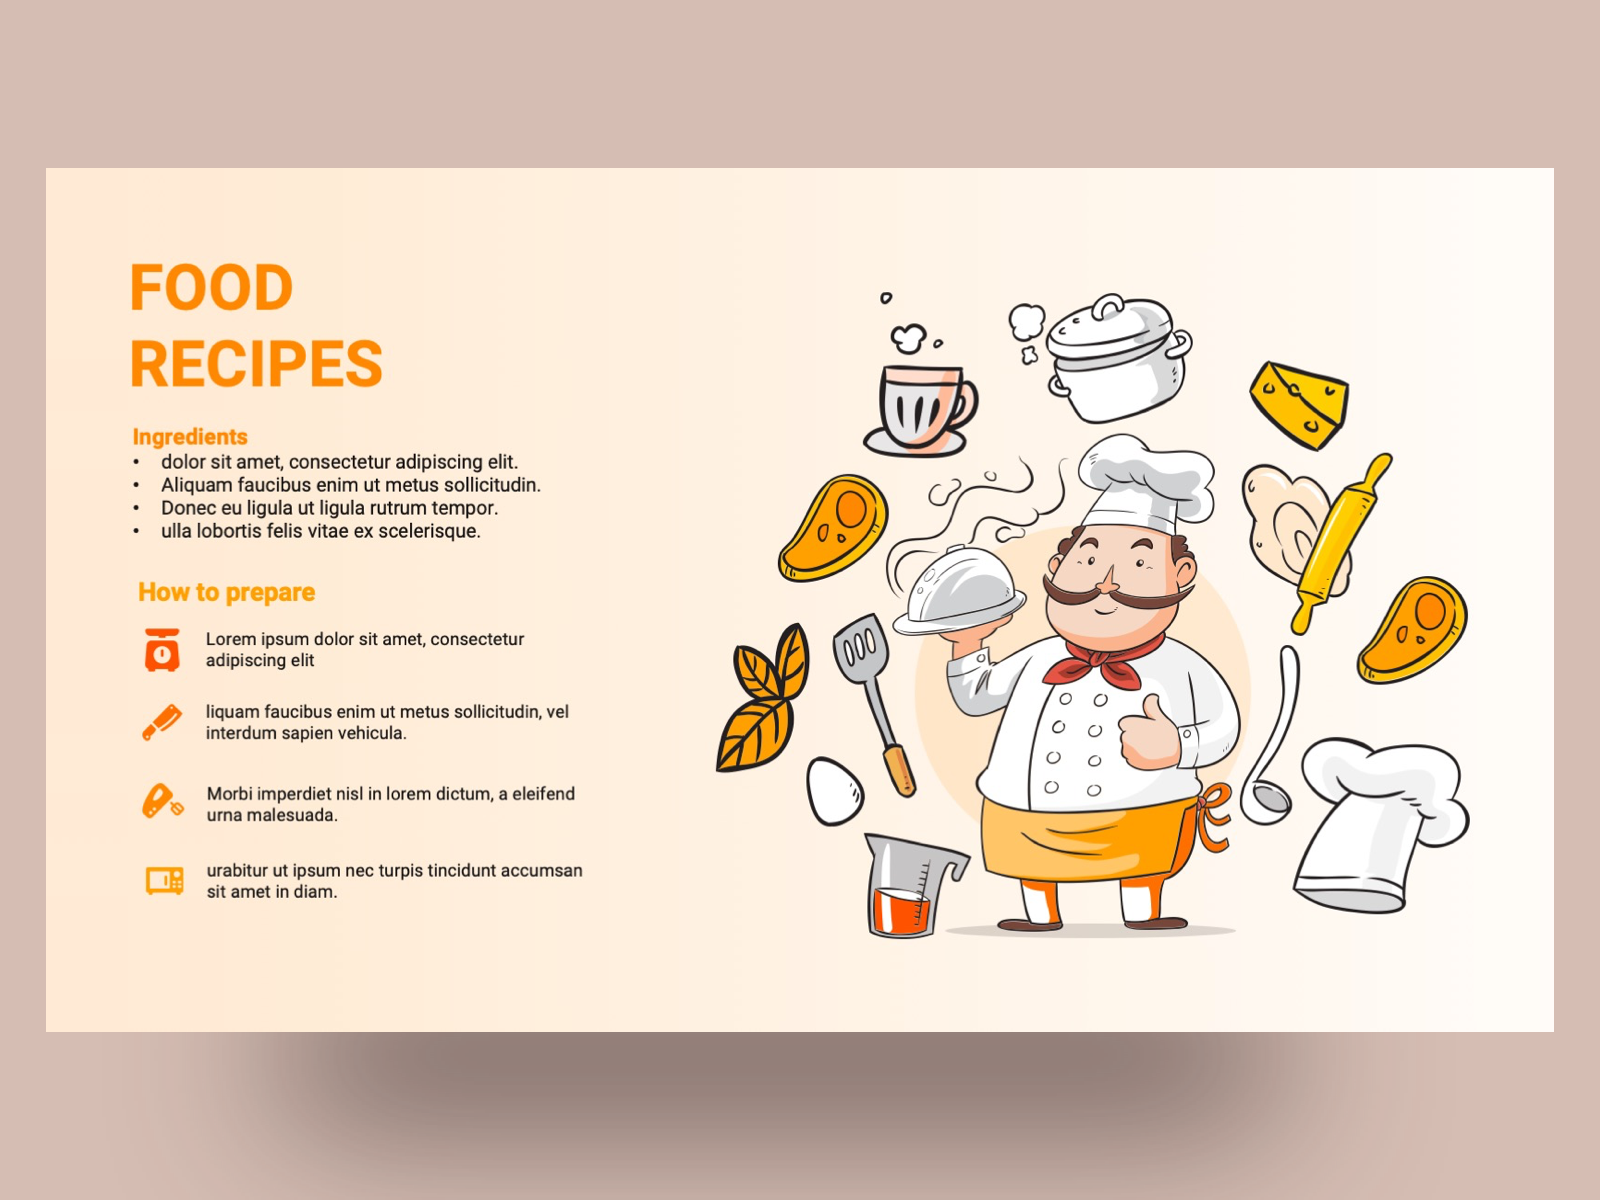 FOOD
RECIPES
Ingredients
• dolor sit amet, consectetur adipiscing elit.
• Aliquam faucibus enim ut metus sollicitudin.
• Donec eu ligula ut ligula rutrum tempor.
• ulla lobortis felis vitae ex scelerisque.
How to prepare
Lorem ipsum dolor sit amet, consectetur
adipiscing elit
liquam faucibus enim ut metus sollicitudin, vel
interdum sapien vehicula.
Morbi imperdiet nisl in lorem dictum, a eleifend
urna malesuada.
urabitur ut ipsum nec turpis tincidunt accumsan
sit amet in diam.